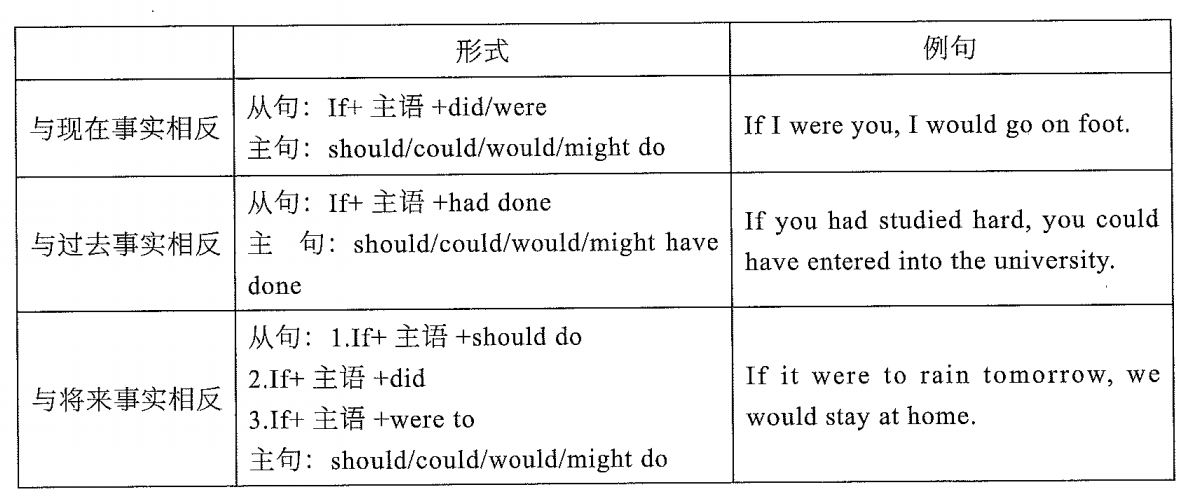 形式
例句
与现在事实相反
从句：If+ 主语 +did/were
主句：should/could/would/might do
If I were you, I would go on foot.
与过去事实相反
从句：If+ 主语 +had done
主 句：should/could/would/might have
done
If you had studied hard, you could
have entered into the university.
与将来事实相反
从句：1.If+ 主语 +should do
2.If+ 主语 +did
3.If+ 主语 +were to
主句：should/could/would/might do
If it were to rain tomorrow, we
would stay at home.